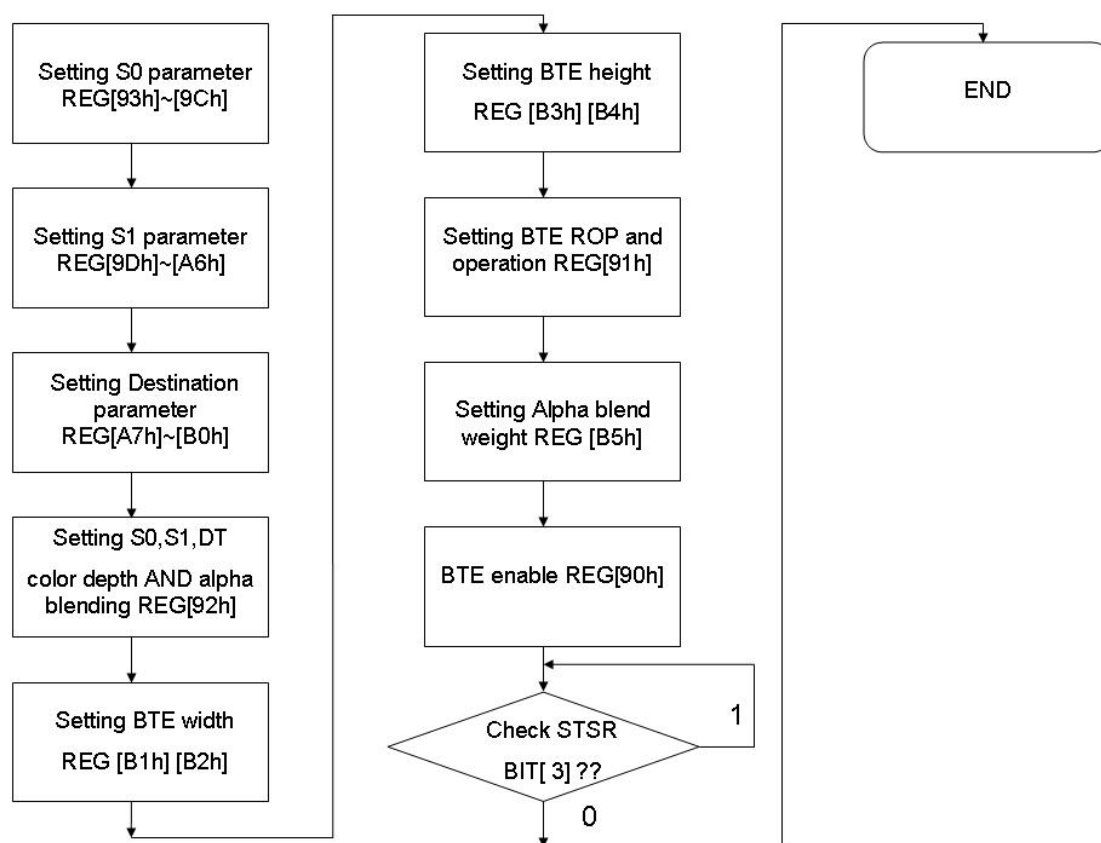 Setting S0 parameter
REG[93h]~[9Ch]
Setting S1 parameter
REG[9Dh]~[A6h]
Setting Destination
parameter
REG[A7h]~[B0h]
Setting S0,S1,DT
color depth AND alpha
blending REG[92h]
Setting BTE width
REG [B1h] [B2h]
Setting BTE height
REG [B3h] [B4h]
Setting BTE ROP and
operation REG[91h]
Setting Alpha blend
weight REG [B5h]
BTE enable REG[90h]
Check STSR
BIT[ 3] ??
1
0
END